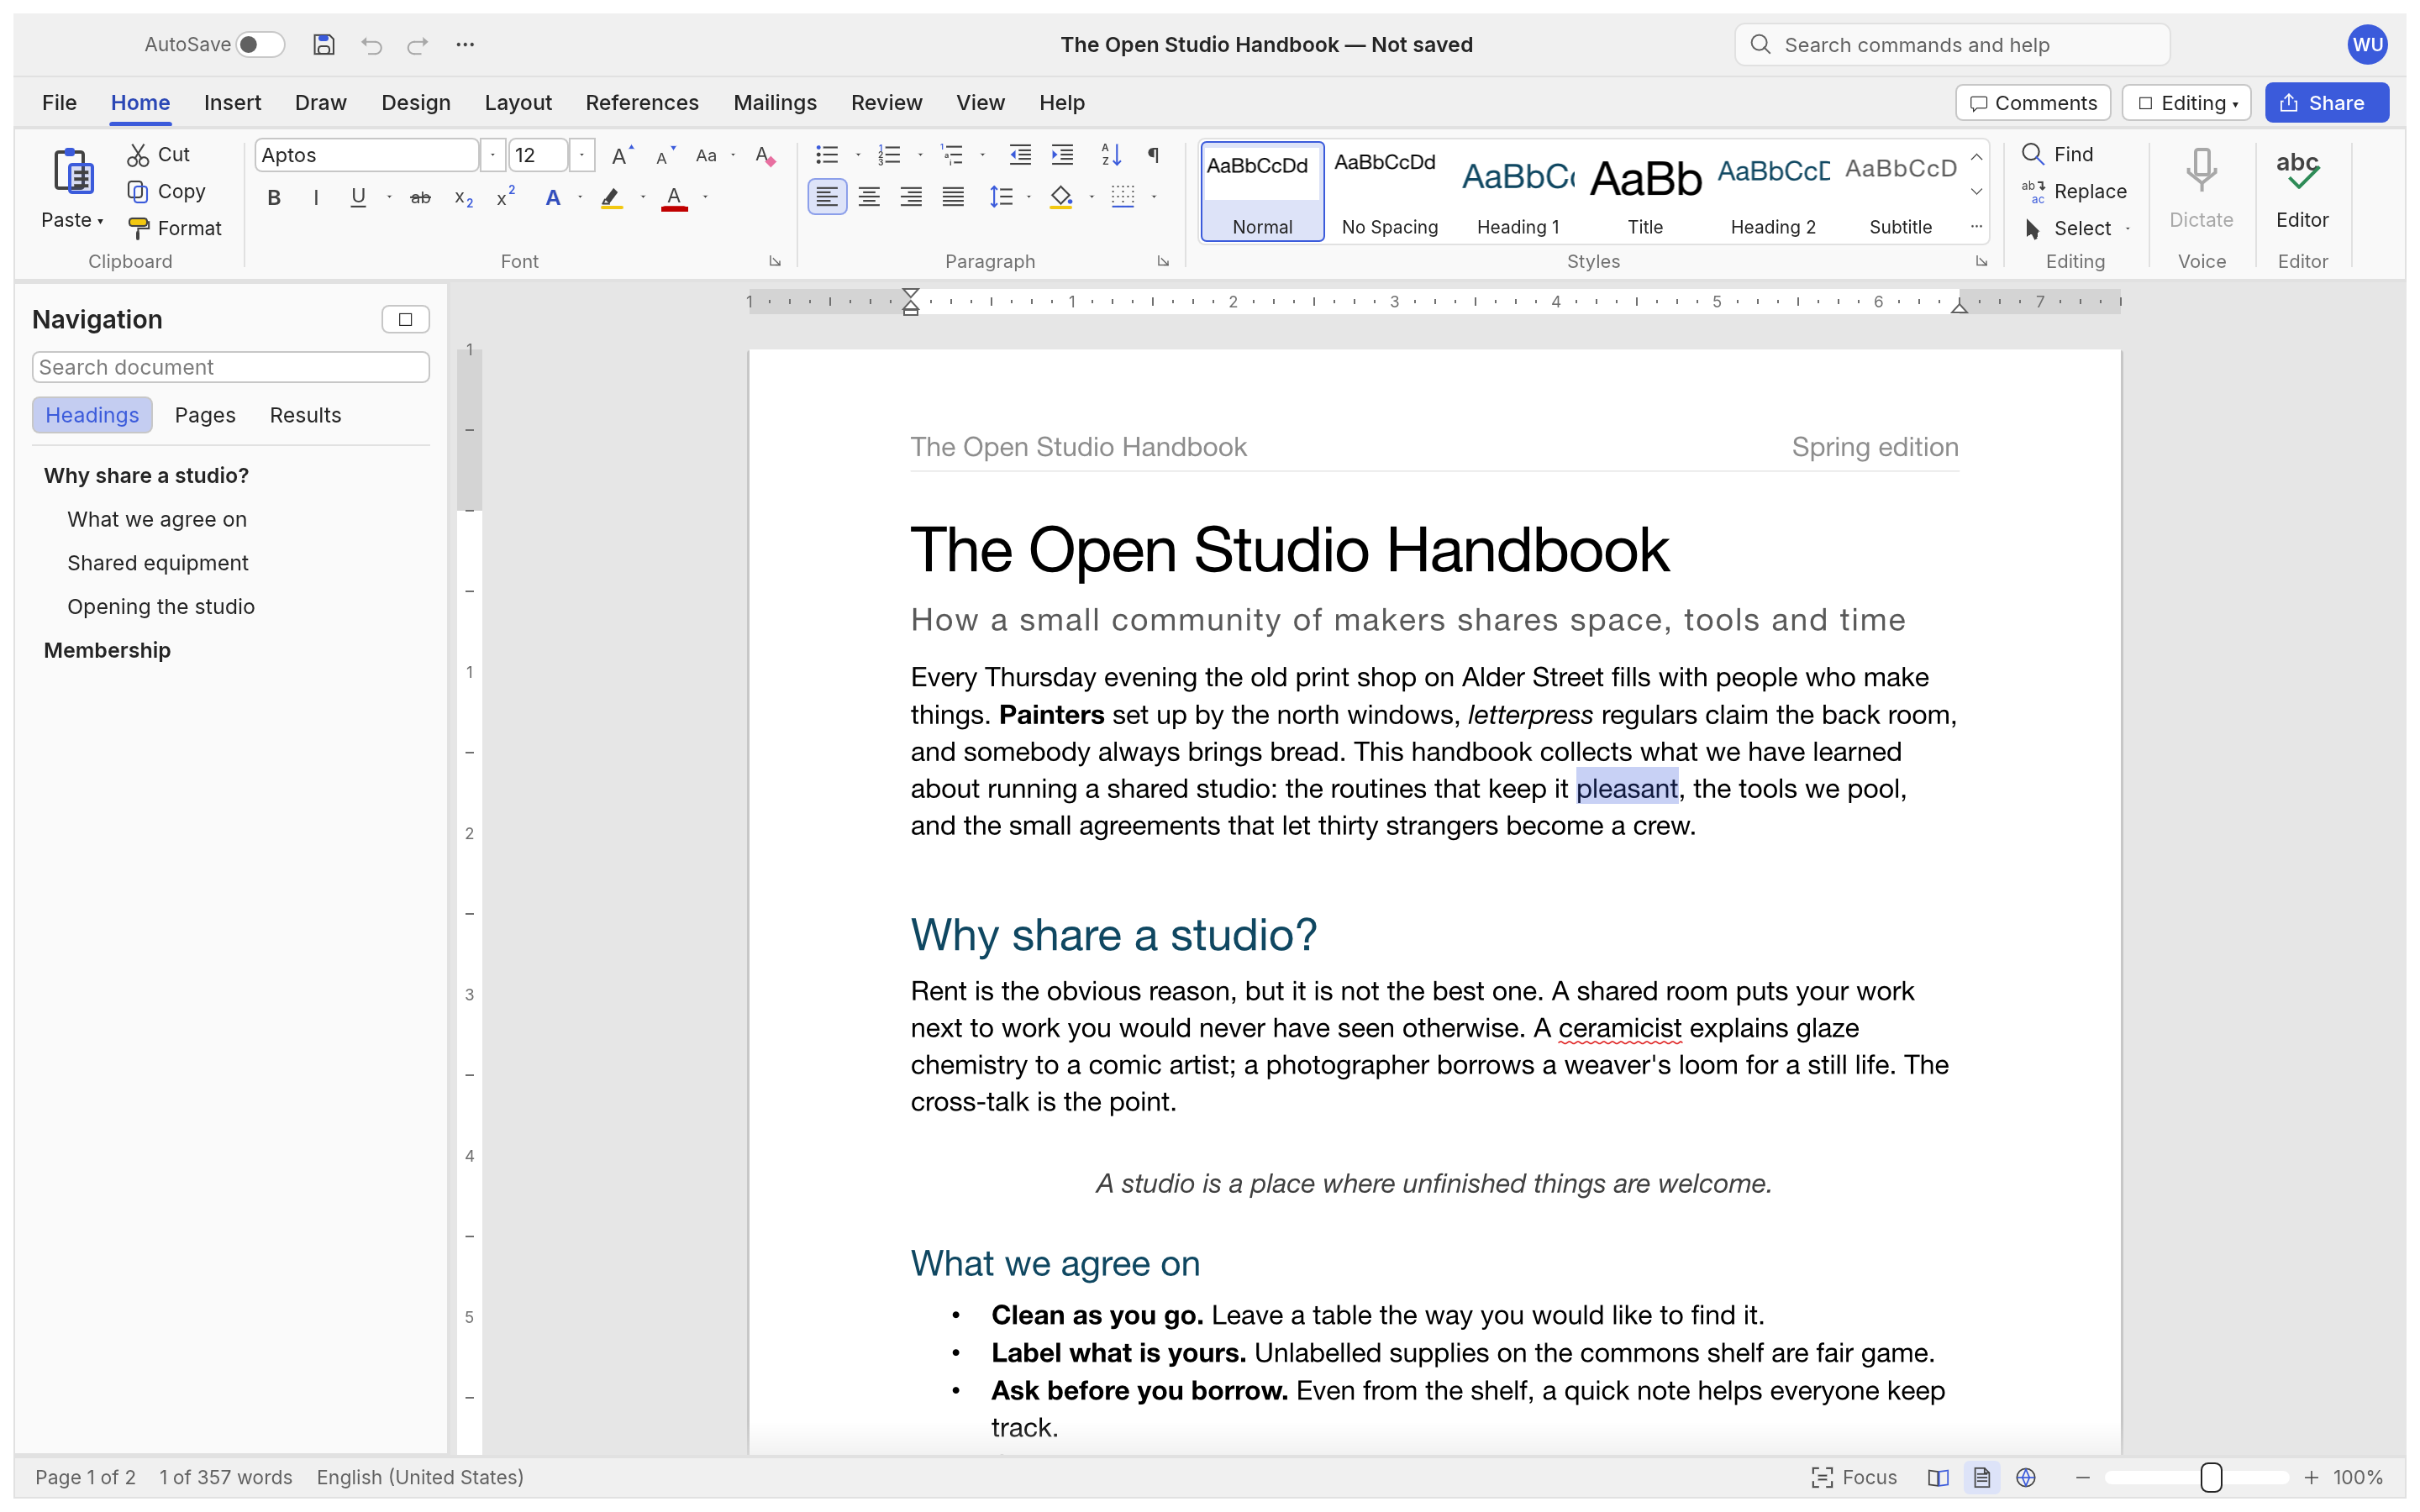 AutoSave
The Open Studio Handbook — Not saved
Search commands and help
WU
File Home Insert Draw Design Layout References Mailings Review View Help
Comments Editing Share
Paste
Cut
Copy
Format
Clipboard
Aptos 12
Font
Paragraph
AaBbCcDd Normal
AaBbCcDd No Spacing
AaBbCc Heading 1
AaBb Title
AaBbCcD Heading 2
AaBbCcD Subtitle
Styles
Find
Replace
Select
Editing
Dictate
Voice
Editor
Editor
Navigation
Search document
Headings Pages Results
Why share a studio?
What we agree on
Shared equipment
Opening the studio
Membership
1 1 2 3 4 5 6 7
1 1 2 3 4 5
The Open Studio Handbook Spring edition
The Open Studio Handbook
How a small community of makers shares space, tools and time
Every Thursday evening the old print shop on Alder Street fills with people who make
things. Painters set up by the north windows, letterpress regulars claim the back room,
and somebody always brings bread. This handbook collects what we have learned
about running a shared studio: the routines that keep it pleasant, the tools we pool,
and the small agreements that let thirty strangers become a crew.
Why share a studio?
Rent is the obvious reason, but it is not the best one. A shared room puts your work
next to work you would never have seen otherwise. A ceramicist explains glaze
chemistry to a comic artist; a photographer borrows a weaver's loom for a still life. The
cross-talk is the point.
A studio is a place where unfinished things are welcome.
What we agree on
• Clean as you go. Leave a table the way you would like to find it.
• Label what is yours. Unlabelled supplies on the commons shelf are fair game.
• Ask before you borrow. Even from the shelf, a quick note helps everyone keep
track.
Page 1 of 2 1 of 357 words English (United States)
Focus 100%